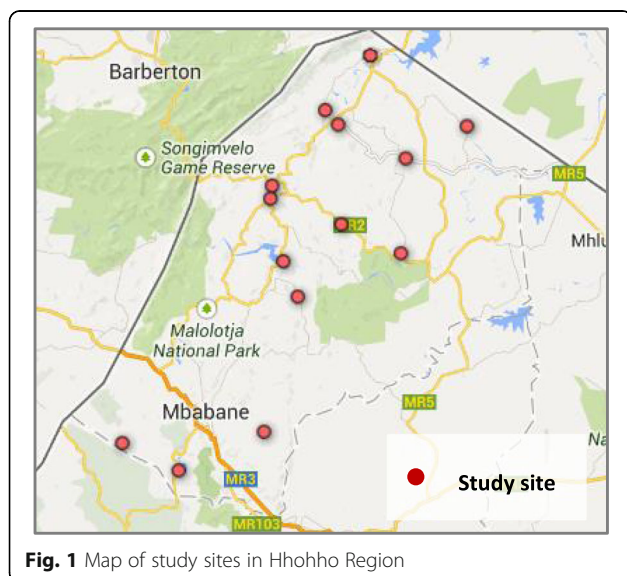 Barberton
Songimvelo
Game Reserve
MR5
Mhlu
Malolotja
National Park
MR5
Mbabane
Na
Study site
MR3
MR103
Fig. 1 Map of study sites in Hhohho Region